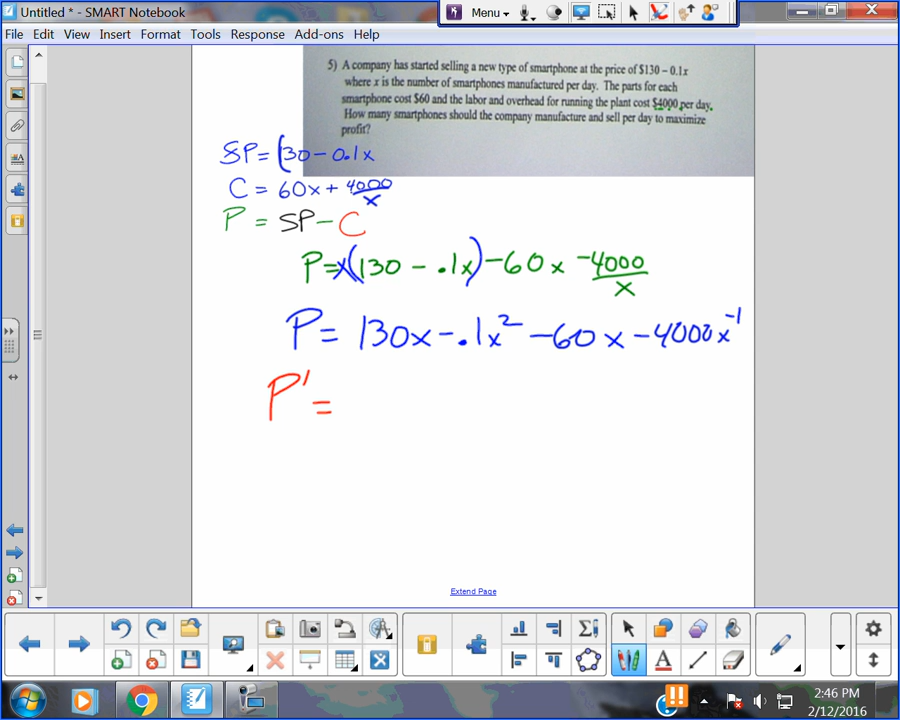 Untitled * - SMART Notebook
Menu
File Edit View Insert Format Tools Response Add-ons Help
5) A company has started selling a new type of smartphone at the price of $130 – 0.1x
where x is the number of smartphones manufactured per day. The parts for each
smartphone cost $60 and the labor and overhead for running the plant cost $4000 per day.
How many smartphones should the company manufacture and sell per day to maximize
profit?
SP = 130 - 0.1x
C = 60x + 4000/x
P = SP - C
P = x(130 - .1x) - 60x - 4000/x
P = 130x - .1x² - 60x - 4000x⁻¹
P' =
Extend Page
2:46 PM
2/12/2016